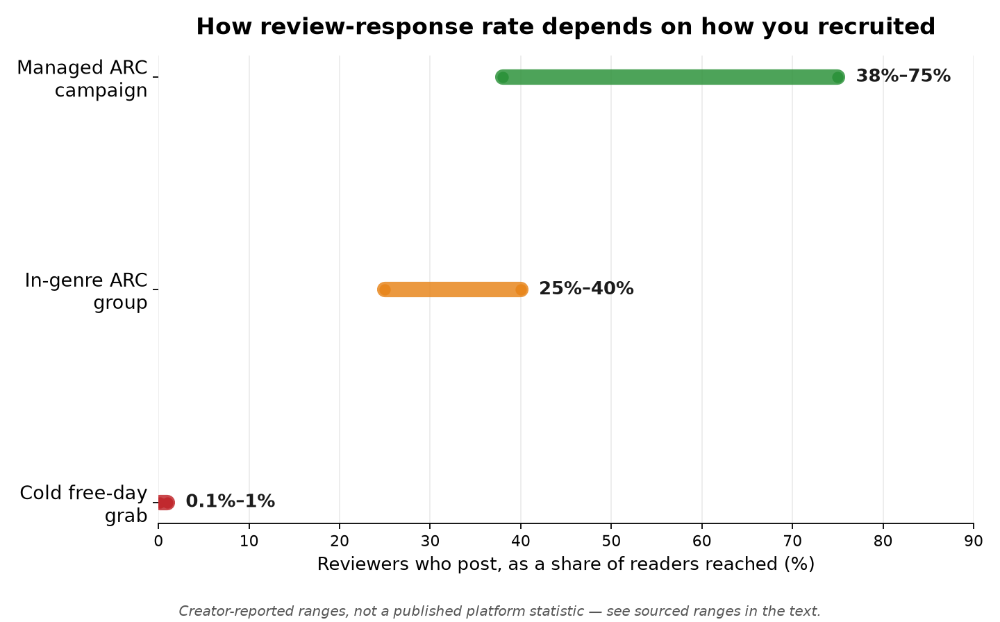 How review-response rate depends on how you recruited
Managed ARC
campaign
38%–75%
In-genre ARC
group
25%–40%
Cold free-day
grab
0.1%–1%
0 10 20 30 40 50 60 70 80 90
Reviewers who post, as a share of readers reached (%)
Creator-reported ranges, not a published platform statistic — see sourced ranges in the text.